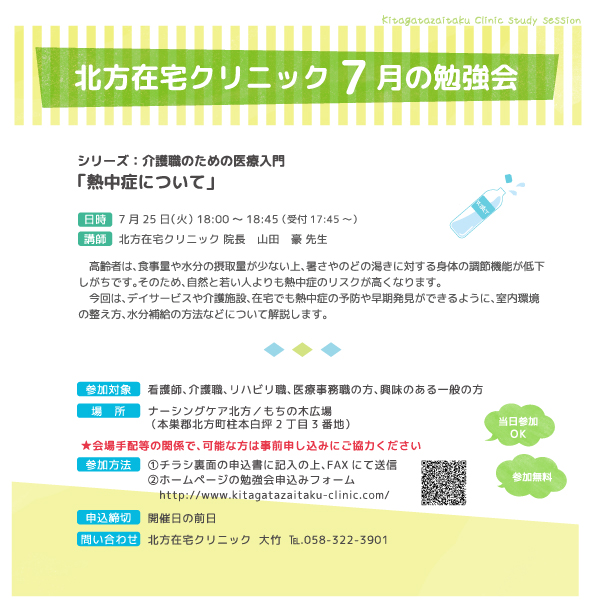 Kitagatazaitaku Clinic study session
北方在宅クリニック 7 月の勉強会
シリーズ：介護職のための医療入門
「熱中症について」
日時 7 月 25 日（火） 18:00 ～ 18:45（受付 17:45 ～）
講師 北方在宅クリニック 院長　山田　豪 先生
高齢者は、食事量や水分の摂取量が少ない上、暑さやのどの渇きに対する身体の調節機能が低下
しがちです。そのため、自然と若い人よりも熱中症のリスクが高くなります。
今回は、デイサービスや介護施設、在宅でも熱中症の予防や早期発見ができるように、室内環境
の整え方、水分補給の方法などについて解説します。
参加対象 看護師、介護職、リハビリ職、医療事務職の方、興味のある一般の方
場　所 ナーシングケア北方／もちの木広場
（本巣郡北方町柱本白坪 2 丁目 3 番地）
当日参加
OK
★会場手配等の関係で、可能な方は事前申し込みにご協力ください
参加方法 ①チラシ裏面の申込書に記入の上、FAX にて送信
②ホームページの勉強会申込みフォーム
http://www.kitagatazaitaku-clinic.com/
参加無料
申込締切 開催日の前日
問い合わせ 北方在宅クリニック 大竹 ℡.058-322-3901